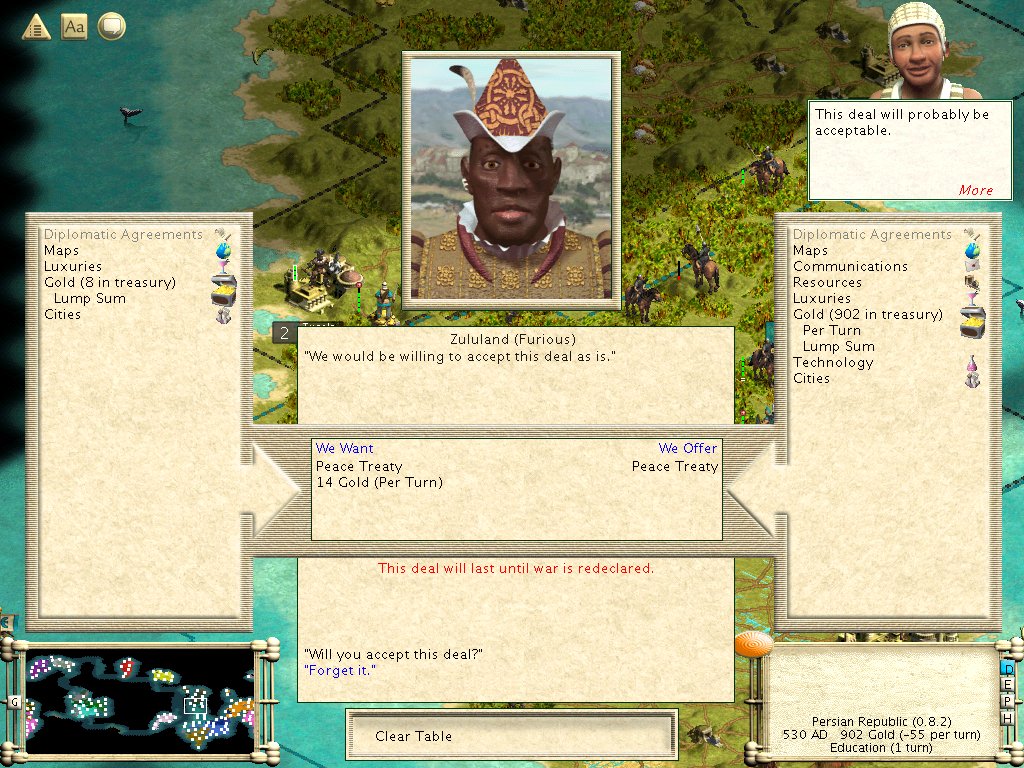 Aa
This deal will probably be
acceptable.
More
Diplomatic Agreements
Maps
Luxuries
Gold (8 in treasury)
Lump Sum
Cities
Diplomatic Agreements
Maps
Communications
Resources
Luxuries
Gold (902 in treasury)
Per Turn
Lump Sum
Technology
Cities
2
Zululand (Furious)
"We would be willing to accept this deal as is."
We Want
We Offer
Peace Treaty
Peace Treaty
14 Gold (Per Turn)
This deal will last until war is redeclared.
"Will you accept this deal?"
"Forget it."
Clear Table
G
D
E
P
H
Persian Republic (0.8.2)
530 AD 902 Gold (-55 per turn)
Education (1 turn)